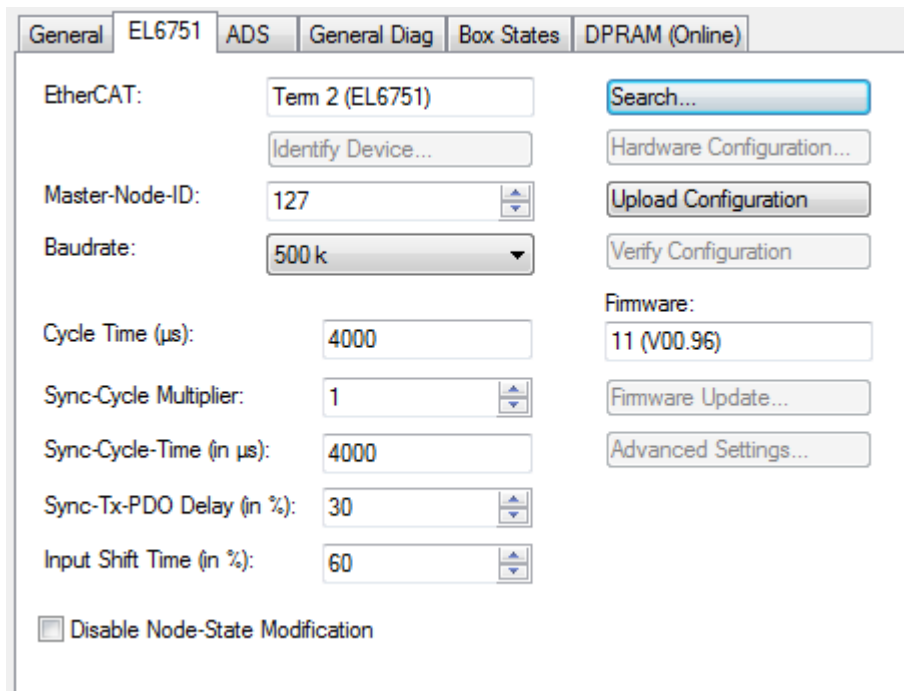 General EL6751 ADS General Diag Box States DPRAM (Online)
EtherCAT: Term 2 (EL6751) Search...
Identify Device... Hardware Configuration...
Master-Node-ID: 127 Upload Configuration
Baudrate: 500 k Verify Configuration
Firmware:
Cycle Time (µs): 4000 11 (V00.96)
Sync-Cycle Multiplier: 1 Firmware Update...
Sync-Cycle-Time (in µs): 4000 Advanced Settings...
Sync-Tx-PDO Delay (in %): 30
Input Shift Time (in %): 60
Disable Node-State Modification